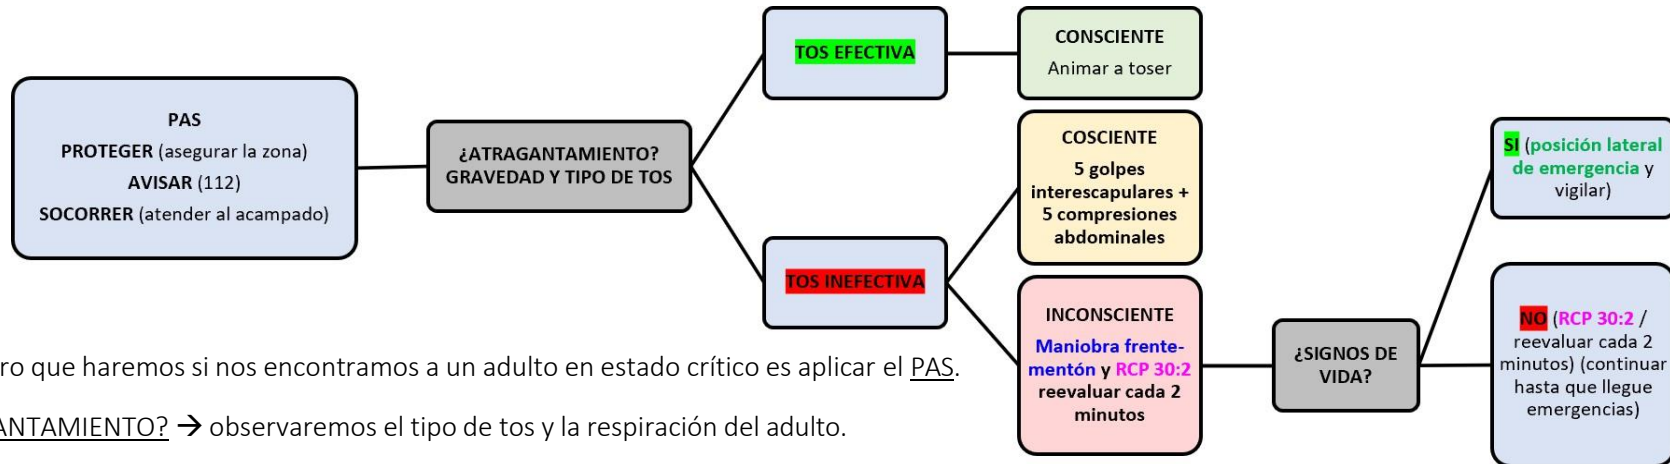 PAS
PROTEGER (asegurar la zona)
AVISAR (112)
SOCORRER (atender al acampado)
¿ATRAGANTAMIENTO?
GRAVEDAD Y TIPO DE TOS
TOS EFECTIVA
CONSCIENTE
Animar a toser
TOS INEFECTIVA
COSCIENTE
5 golpes
interescapulares +
5 compresiones
abdominales
INCONSCIENTE
Maniobra frente-
mentón y RCP 30:2
reevaluar cada 2
minutos
¿SIGNOS DE
VIDA?
SI (posición lateral
de emergencia y
vigilar)
NO (RCP 30:2 /
reevaluar cada 2
minutos) (continuar
hasta que llegue
emergencias)
ro que haremos si nos encontramos a un adulto en estado crítico es aplicar el PAS.
ANTAMIENTO? → observaremos el tipo de tos y la respiración del adulto.